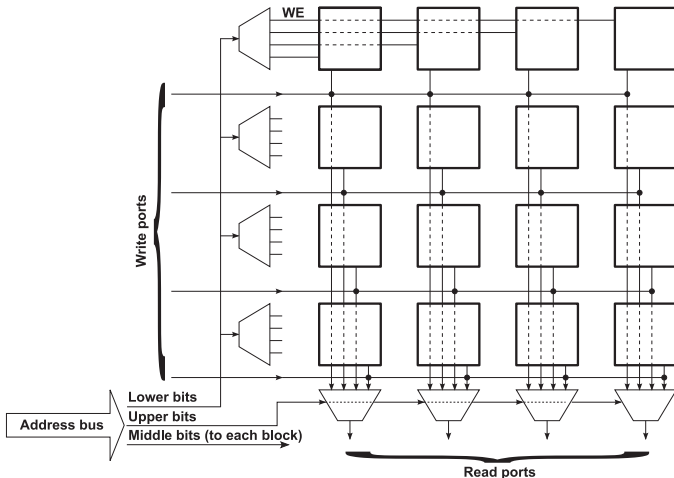 WE
Write ports
Lower bits
Upper bits
Address bus
Middle bits (to each block)
Read ports